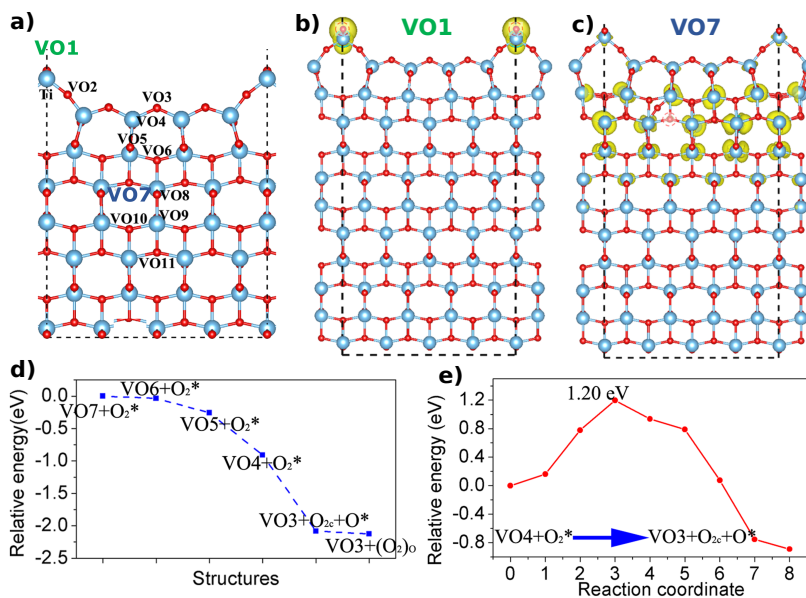 a)
VO1
Ti
VO2
VO3
VO4
VO5
VO6
VO7
VO8
VO10
VO9
VO11
b)
VO1
c)
VO7
d)
Relative energy(eV)
0.0
-0.5
-1.0
-1.5
-2.0
-2.5
VO7+O₂*
VO6+O₂*
VO5+O₂*
VO4+O₂*
VO3+O₂c+O*
VO3+(O₂)o
Structures
e)
Relative energy (eV)
1.2
0.8
0.4
0.0
-0.4
-0.8
1.20 eV
VO4+O₂*
VO3+O₂c+O*
0 1 2 3 4 5 6 7 8
Reaction coordinate